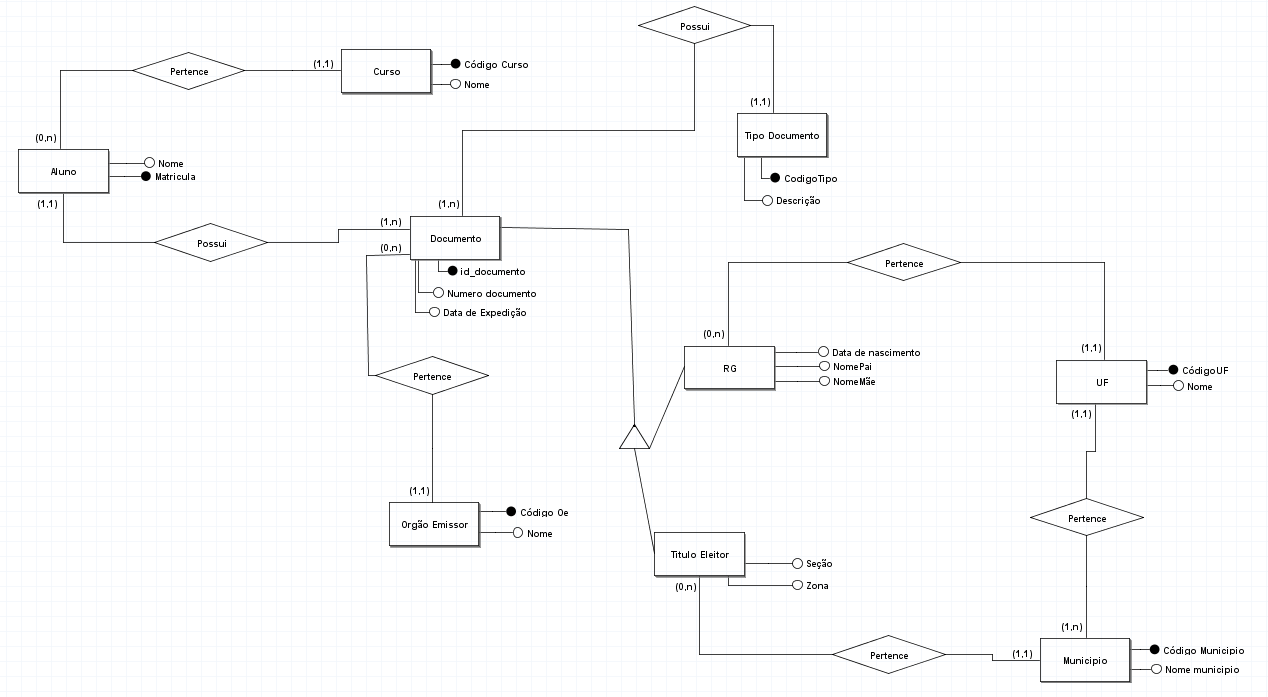 Possui
Pertence
(1,1)
Curso
Código Curso
Nome
(1,1)
Tipo Documento
CodigoTipo
Descrição
(0,n)
Aluno
Nome
Matricula
(1,1)
Possui
(1,n)
(1,n)
Documento
(0,n)
id_documento
Numero documento
Data de Expedição
Pertence
(0,n)
RG
Data de nascimento
NomePai
NomeMãe
(1,1)
UF
CódigoUF
Nome
(1,1)
Pertence
(1,1)
Orgão Emissor
Código Oe
Nome
Pertence
Titulo Eleitor
Seção
Zona
(0,n)
(1,n)
Pertence
(1,1)
Municipio
Código Municipio
Nome municipio